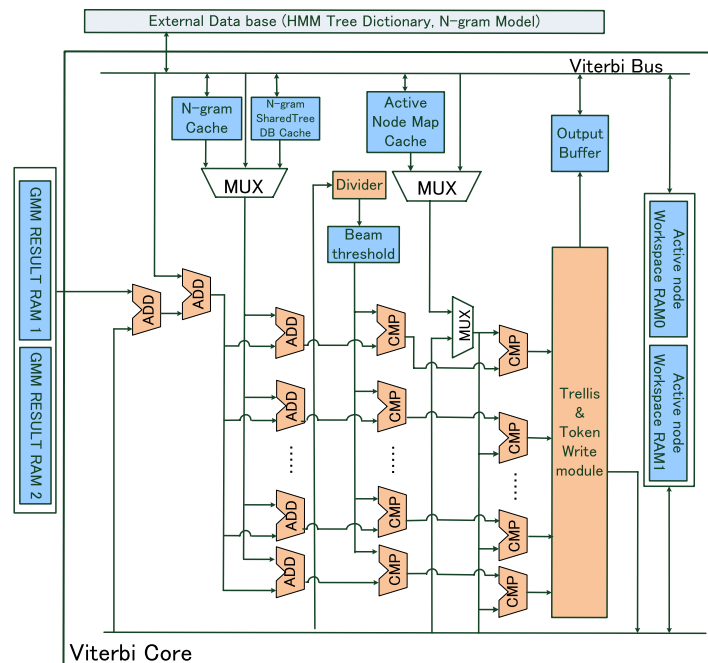 External Data base (HMM Tree Dictionary, N-gram Model)
Viterbi Bus
N-gram
Cache
N-gram
SharedTree
DB Cache
Active
Node Map
Cache
Output
Buffer
MUX
Divider
MUX
Beam
threshold
GMM RESULT RAM 1
GMM RESULT RAM 2
Active node
Workspace RAM0
Active node
Workspace RAM1
ADD
ADD
ADD
CMP
MUX
CMP
ADD
CMP
CMP
......
......
......
ADD
CMP
CMP
ADD
CMP
CMP
Trellis
&
Token
Write
module
Viterbi Core